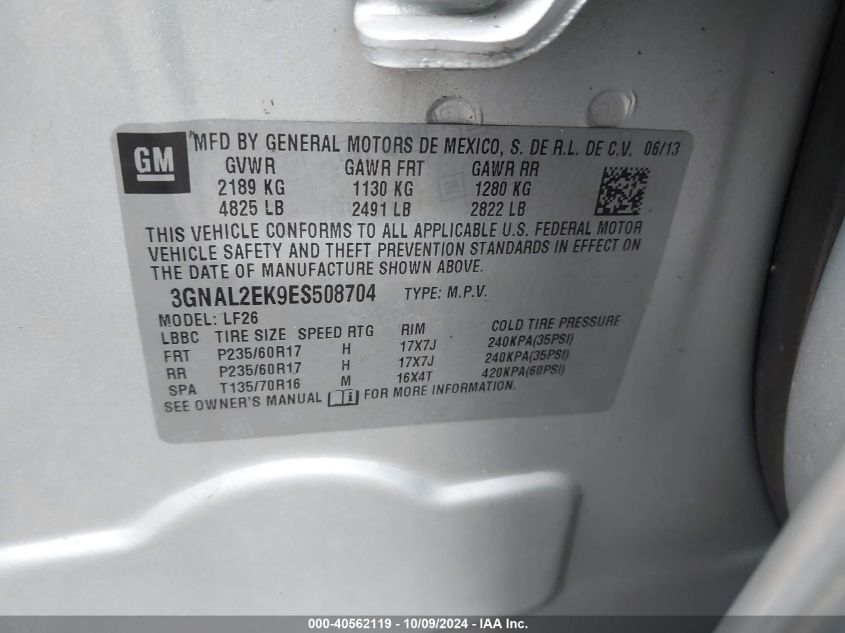 GM
MFD BY GENERAL MOTORS DE MEXICO, S. DE R.L. DE C.V. 06/13
GVWR GAWR FRT GAWR RR
2189 KG 1130 KG 1280 KG
4825 LB 2491 LB 2822 LB
THIS VEHICLE CONFORMS TO ALL APPLICABLE U.S. FEDERAL MOTOR
VEHICLE SAFETY AND THEFT PREVENTION STANDARDS IN EFFECT ON
THE DATE OF MANUFACTURE SHOWN ABOVE.
3GNAL2EK9ES508704 TYPE: M.P.V.
MODEL: LF26
LBBC TIRE SIZE SPEED RTG RIM COLD TIRE PRESSURE
FRT P235/60R17 H 17X7J 240KPA(35PSI)
RR P235/60R17 H 17X7J 240KPA(35PSI)
SPA T135/70R16 M 16X4T 420KPA(60PSI)
SEE OWNER'S MANUAL FOR MORE INFORMATION.
000-40562119 - 10/09/2024 - IAA Inc.